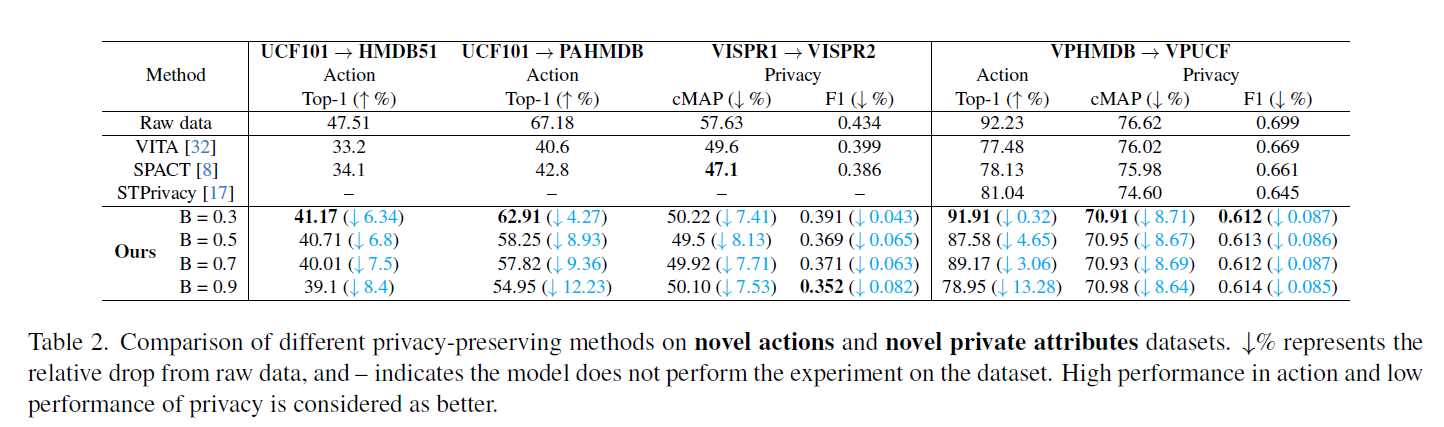 UCF101 → HMDB51 UCF101 → PAHMDB VISPR1 → VISPR2 VPHMDB → VPUCF
Method Action Action Privacy Action Privacy
Top-1 (↑ %) Top-1 (↑ %) cMAP (↓ %) F1 (↓ %) Top-1 (↑ %) cMAP (↓ %) F1 (↓ %)
Raw data 47.51 67.18 57.63 0.434 92.23 76.62 0.699
VITA [32] 33.2 40.6 49.6 0.399 77.48 76.02 0.669
SPACT [8] 34.1 42.8 47.1 0.386 78.13 75.98 0.661
STPrivacy [17] – – – – 81.04 74.60 0.645
B = 0.3 41.17 (↓ 6.34) 62.91 (↓ 4.27) 50.22 (↓ 7.41) 0.391 (↓ 0.043) 91.91 (↓ 0.32) 70.91 (↓ 8.71) 0.612 (↓ 0.087)
Ours
B = 0.5 40.71 (↓ 6.8) 58.25 (↓ 8.93) 49.5 (↓ 8.13) 0.369 (↓ 0.065) 87.58 (↓ 4.65) 70.95 (↓ 8.67) 0.613 (↓ 0.086)
B = 0.7 40.01 (↓ 7.5) 57.82 (↓ 9.36) 49.92 (↓ 7.71) 0.371 (↓ 0.063) 89.17 (↓ 3.06) 70.93 (↓ 8.69) 0.612 (↓ 0.087)
B = 0.9 39.1 (↓ 8.4) 54.95 (↓ 12.23) 50.10 (↓ 7.53) 0.352 (↓ 0.082) 78.95 (↓ 13.28) 70.98 (↓ 8.64) 0.614 (↓ 0.085)
Table 2. Comparison of different privacy-preserving methods on novel actions and novel private attributes datasets. ↓% represents the
relative drop from raw data, and – indicates the model does not perform the experiment on the dataset. High performance in action and low
performance of privacy is considered as better.